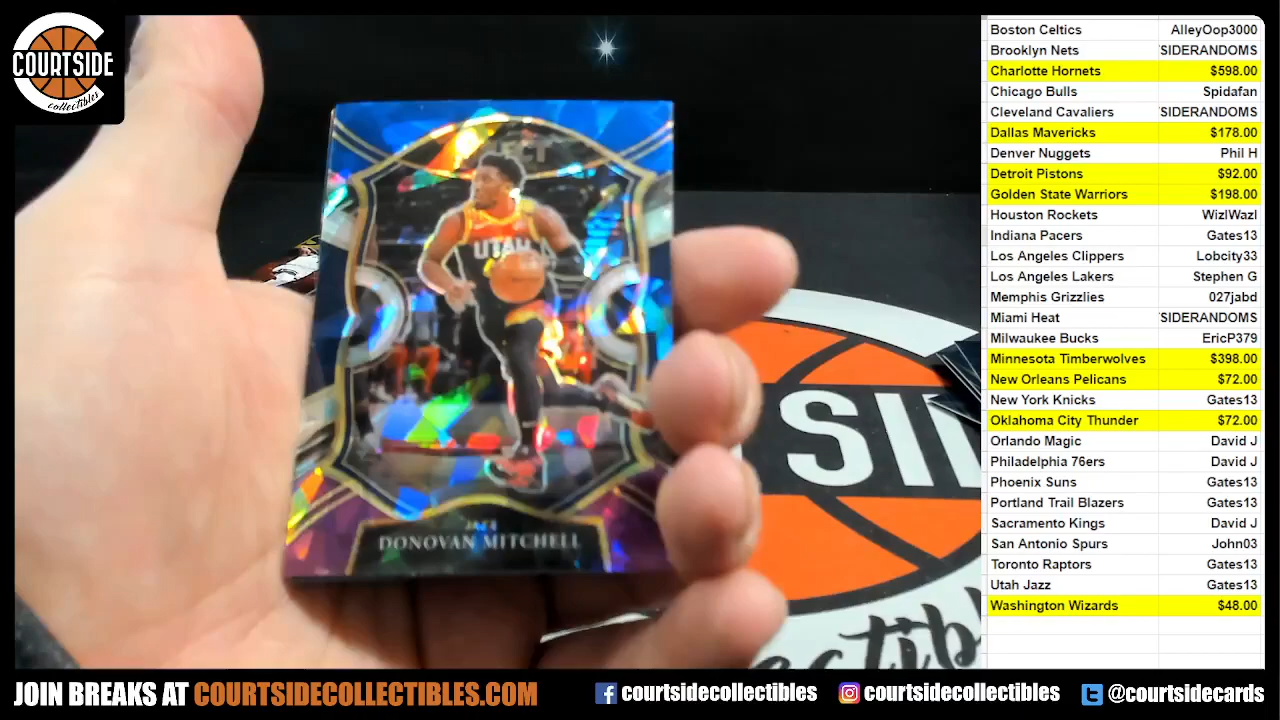 COURTSIDE
collectibles
UTAH
JAZZ
DONOVAN MITCHELL
SI
Boston Celtics AlleyOop3000
Brooklyn Nets SIDERANDOMS
Charlotte Hornets $598.00
Chicago Bulls Spidafan
Cleveland Cavaliers SIDERANDOMS
Dallas Mavericks $178.00
Denver Nuggets Phil H
Detroit Pistons $92.00
Golden State Warriors $198.00
Houston Rockets WizlWazl
Indiana Pacers Gates13
Los Angeles Clippers Lobcity33
Los Angeles Lakers Stephen G
Memphis Grizzlies 027jabd
Miami Heat SIDERANDOMS
Milwaukee Bucks EricP379
Minnesota Timberwolves $398.00
New Orleans Pelicans $72.00
New York Knicks Gates13
Oklahoma City Thunder $72.00
Orlando Magic David J
Philadelphia 76ers David J
Phoenix Suns Gates13
Portland Trail Blazers Gates13
Sacramento Kings David J
San Antonio Spurs John03
Toronto Raptors Gates13
Utah Jazz Gates13
Washington Wizards $48.00
JOIN BREAKS AT COURTSIDECOLLECTIBLES.COM
courtsidecollectibles
courtsidecollectibles
@courtsidecards